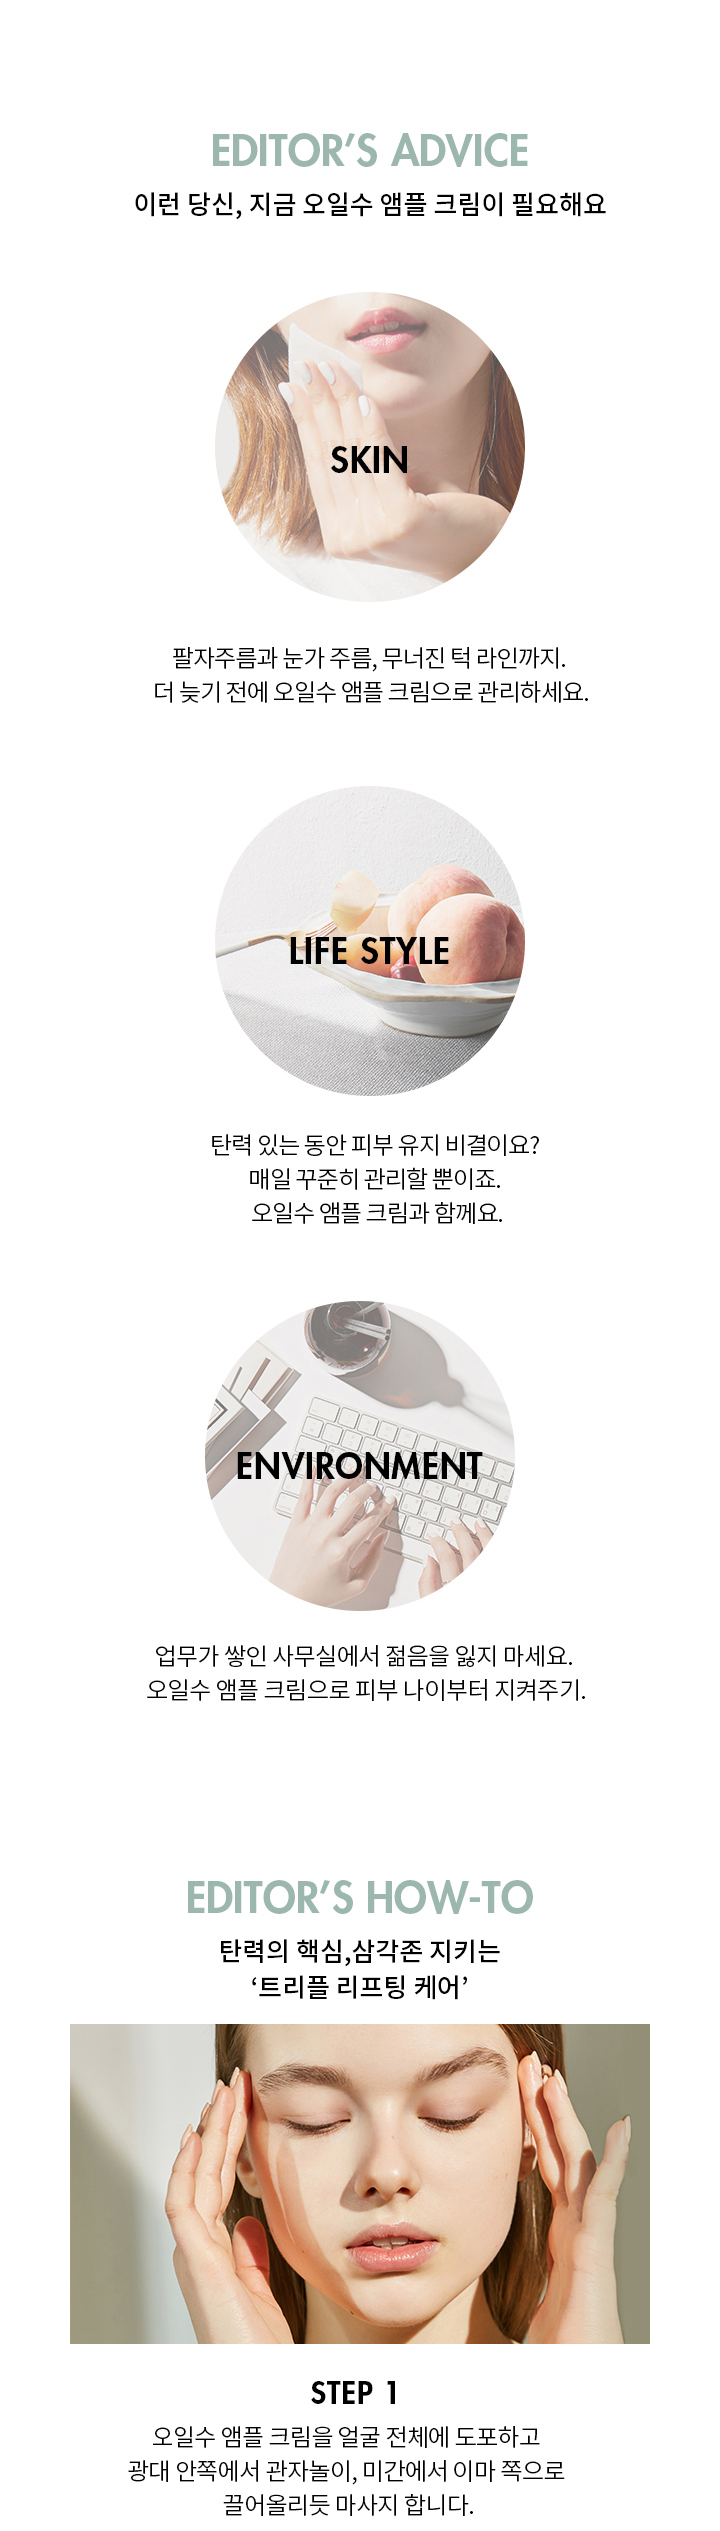 EDITOR’S ADVICE
이런 당신, 지금 오일수 앰플 크림이 필요해요
SKIN
팔자주름과 눈가 주름, 무너진 턱 라인까지.
더 늦기 전에 오일수 앰플 크림으로 관리하세요.
LIFE STYLE
탄력 있는 동안 피부 유지 비결이요?
매일 꾸준히 관리할 뿐이죠.
오일수 앰플 크림과 함께요.
ENVIRONMENT
업무가 쌓인 사무실에서 젊음을 잃지 마세요.
오일수 앰플 크림으로 피부 나이부터 지켜주기.
EDITOR’S HOW-TO
탄력의 핵심,삼각존 지키는
‘트리플 리프팅 케어’
STEP 1
오일수 앰플 크림을 얼굴 전체에 도포하고
광대 안쪽에서 관자놀이, 미간에서 이마 쪽으로
끌어올리듯 마사지 합니다.